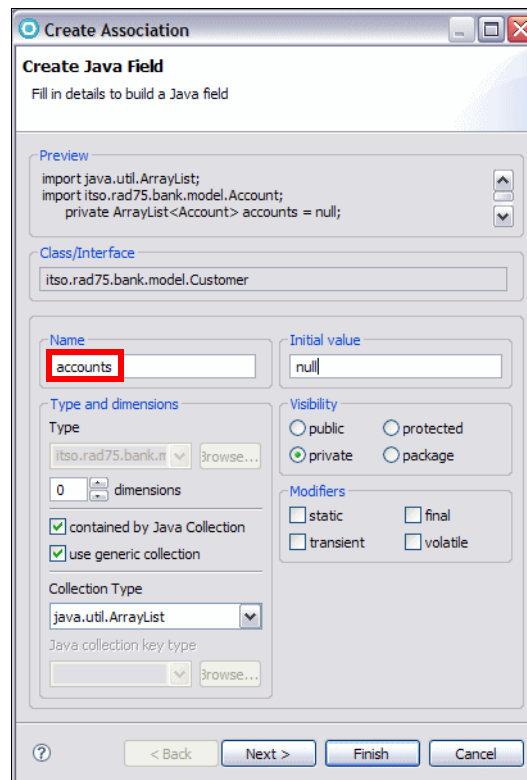 Create Association
Create Java Field
Fill in details to build a Java field
Preview
import java.util.ArrayList;
import itso.rad75.bank.model.Account;
private ArrayList<Account> accounts = null;
Class/Interface
itso.rad75.bank.model.Customer
Name
accounts
Initial value
null
Type and dimensions
Type
itso.rad75.bank.m
Browse...
0 dimensions
contained by Java Collection
use generic collection
Collection Type
java.util.ArrayList
Java collection key type
Browse...
Visibility
public protected
private package
Modifiers
static final
transient volatile
? < Back Next > Finish Cancel